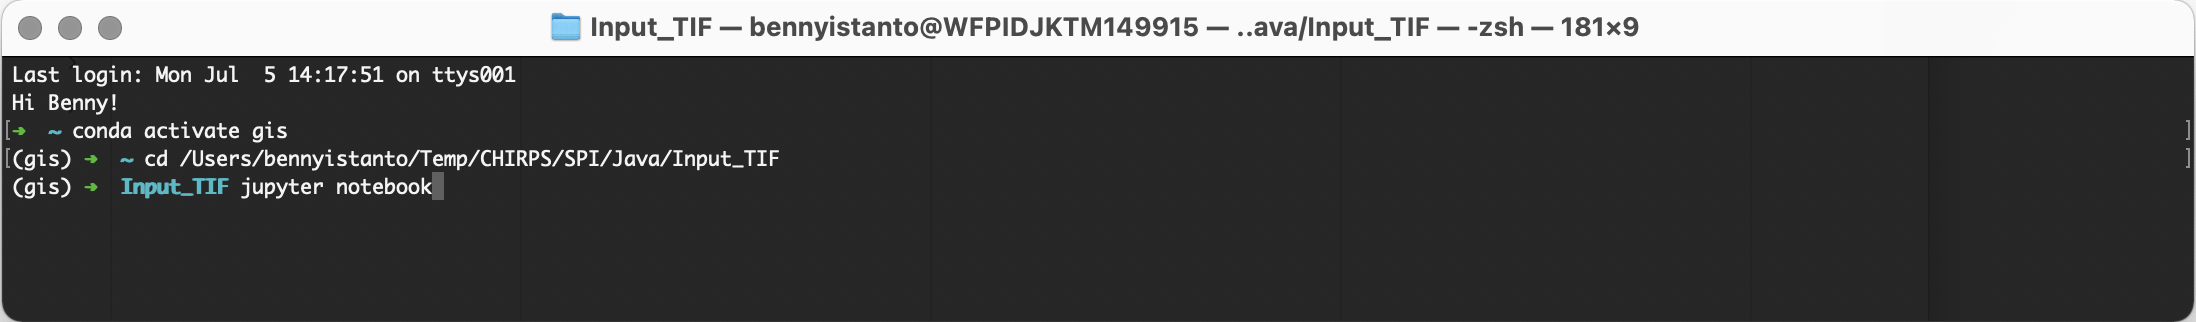 Input_TIF — bennyistanto@WFPIDJKTM149915 — ..ava/Input_TIF — -zsh — 181×9
Last login: Mon Jul  5 14:17:51 on ttys001
Hi Benny!
[➜  ~ conda activate gis ]
[(gis) ➜  ~ cd /Users/bennyistanto/Temp/CHIRPS/SPI/Java/Input_TIF ]
(gis) ➜  Input_TIF jupyter notebook